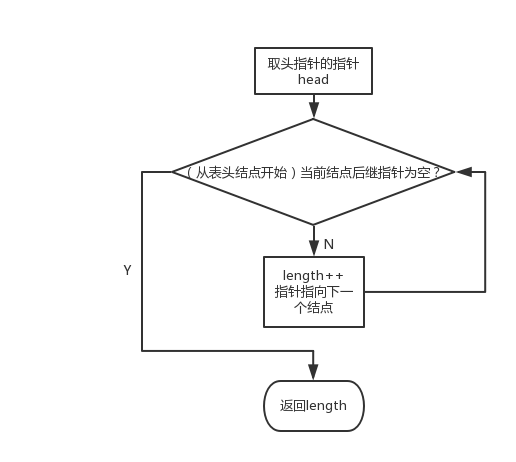 取头指针的指针
head
（从表头结点开始）当前结点后继指针为空？
N
length++
指针指向下一
个结点
Y
返回length